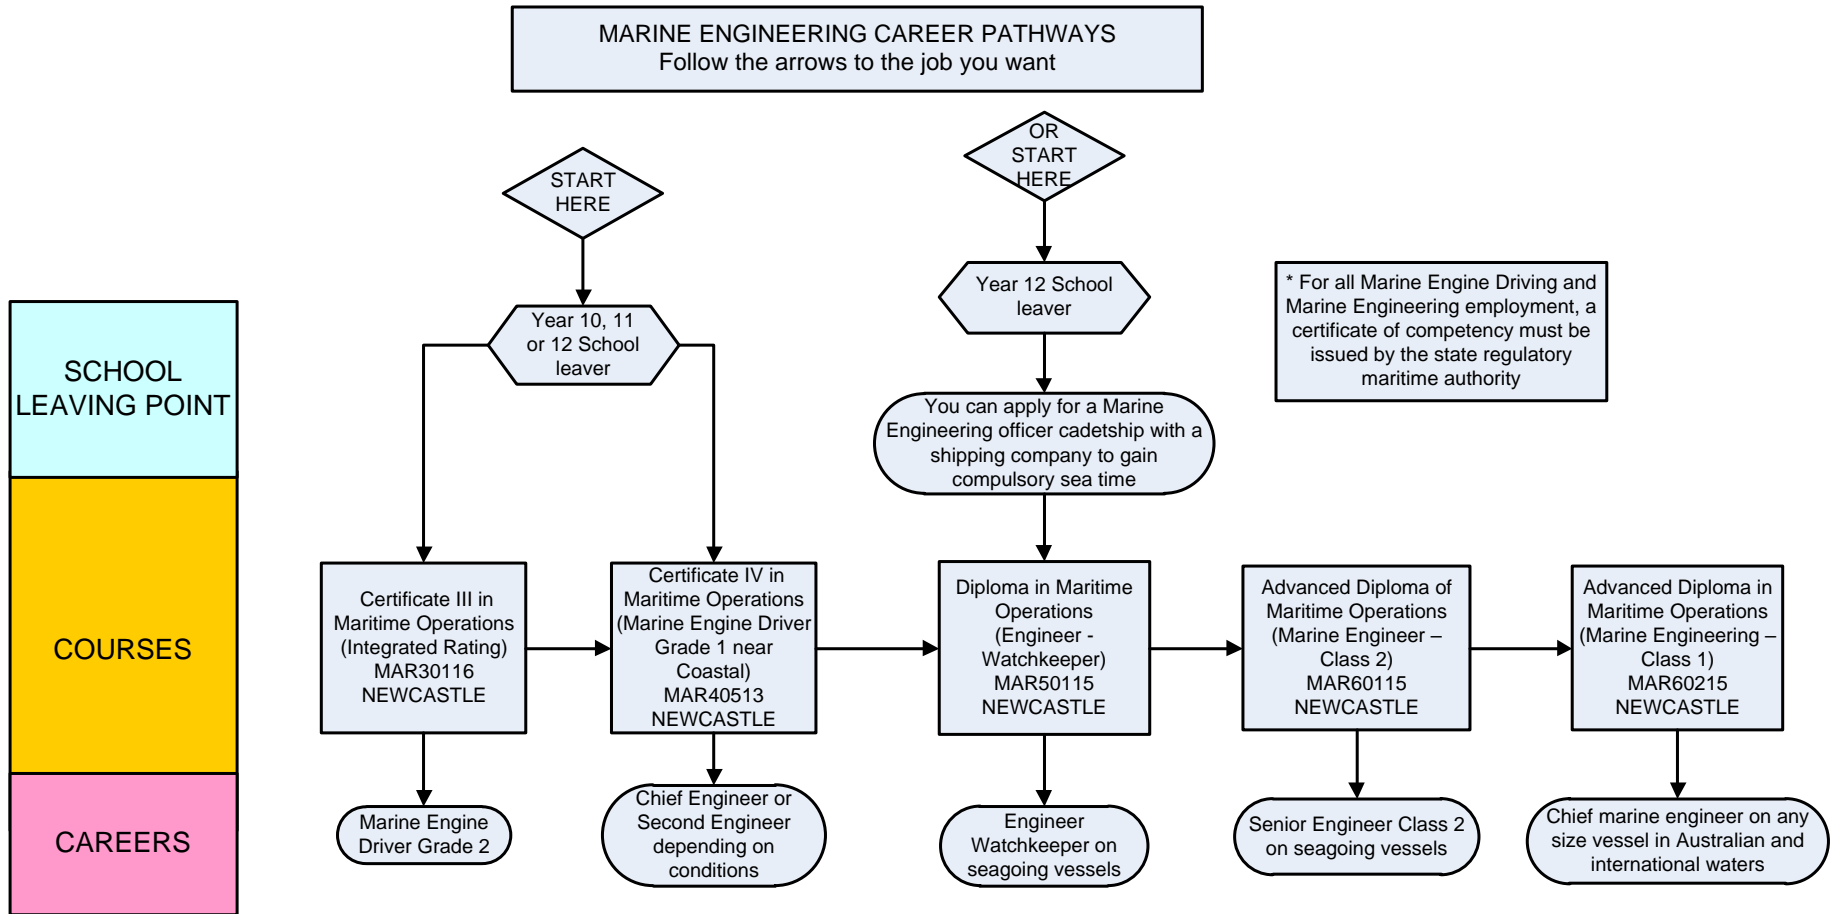 MARINE ENGINEERING CAREER PATHWAYS
Follow the arrows to the job you want
START
HERE
OR
START
HERE
Year 10, 11
or 12 School
leaver
Year 12 School
leaver
* For all Marine Engine Driving and
Marine Engineering employment, a
certificate of competency must be
issued by the state regulatory
maritime authority
SCHOOL
LEAVING POINT
You can apply for a Marine
Engineering officer cadetship with a
shipping company to gain
compulsory sea time
COURSES
Certificate III in
Maritime Operations
(Integrated Rating)
MAR30116
NEWCASTLE
Certificate IV in
Maritime Operations
(Marine Engine Driver
Grade 1 near
Coastal)
MAR40513
NEWCASTLE
Diploma in Maritime
Operations
(Engineer -
Watchkeeper)
MAR50115
NEWCASTLE
Advanced Diploma of
Maritime Operations
(Marine Engineer –
Class 2)
MAR60115
NEWCASTLE
Advanced Diploma in
Maritime Operations
(Marine Engineering –
Class 1)
MAR60215
NEWCASTLE
CAREERS
Marine Engine
Driver Grade 2
Chief Engineer or
Second Engineer
depending on
conditions
Engineer
Watchkeeper on
seagoing vessels
Senior Engineer Class 2
on seagoing vessels
Chief marine engineer on any
size vessel in Australian and
international waters